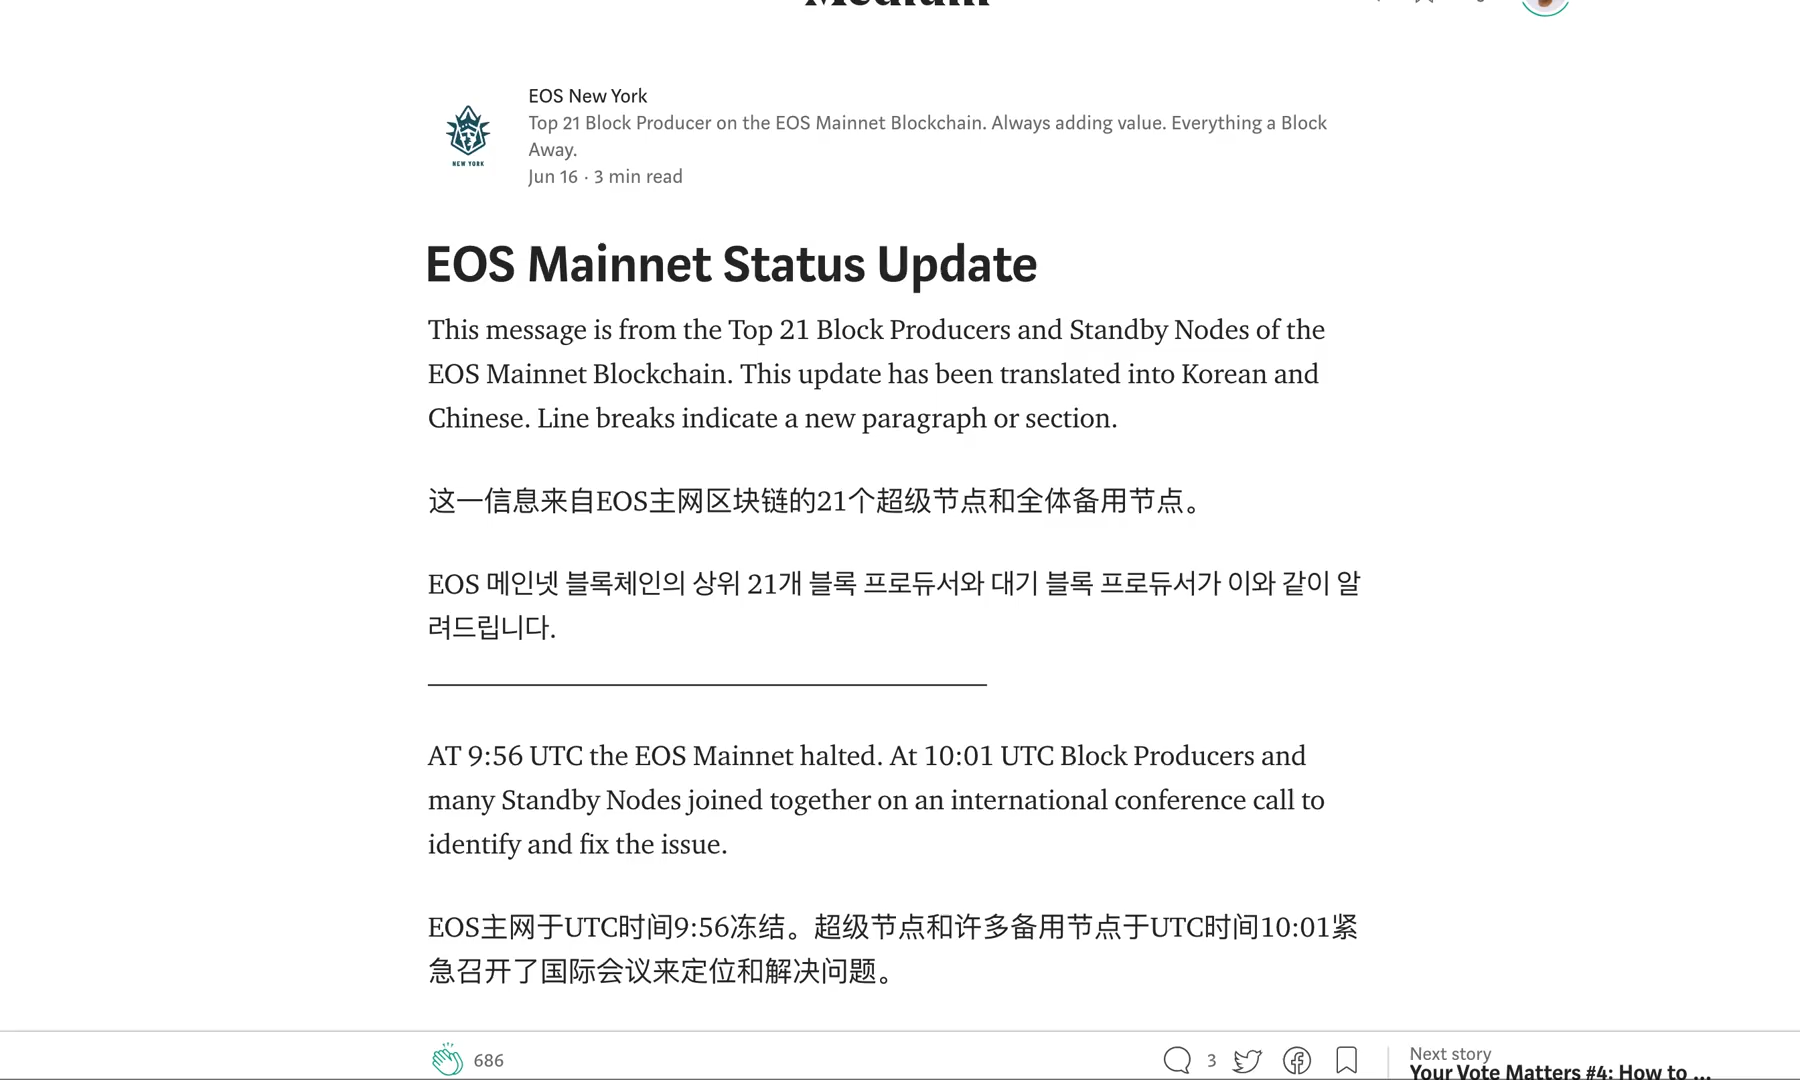 Medium
EOS New York
Top 21 Block Producer on the EOS Mainnet Blockchain. Always adding value. Everything a Block
Away.
Jun 16 · 3 min read
NEW YORK
EOS Mainnet Status Update
This message is from the Top 21 Block Producers and Standby Nodes of the
EOS Mainnet Blockchain. This update has been translated into Korean and
Chinese. Line breaks indicate a new paragraph or section.
这一信息来自EOS主网区块链的21个超级节点和全体备用节点。
EOS 메인넷 블록체인의 상위 21개 블록 프로듀서와 대기 블록 프로듀서가 이와 같이 알
려드립니다.
AT 9:56 UTC the EOS Mainnet halted. At 10:01 UTC Block Producers and
many Standby Nodes joined together on an international conference call to
identify and fix the issue.
EOS主网于UTC时间9:56冻结。超级节点和许多备用节点于UTC时间10:01紧
急召开了国际会议来定位和解决问题。
686
3
Next story
Your Vote Matters #4: How to ...